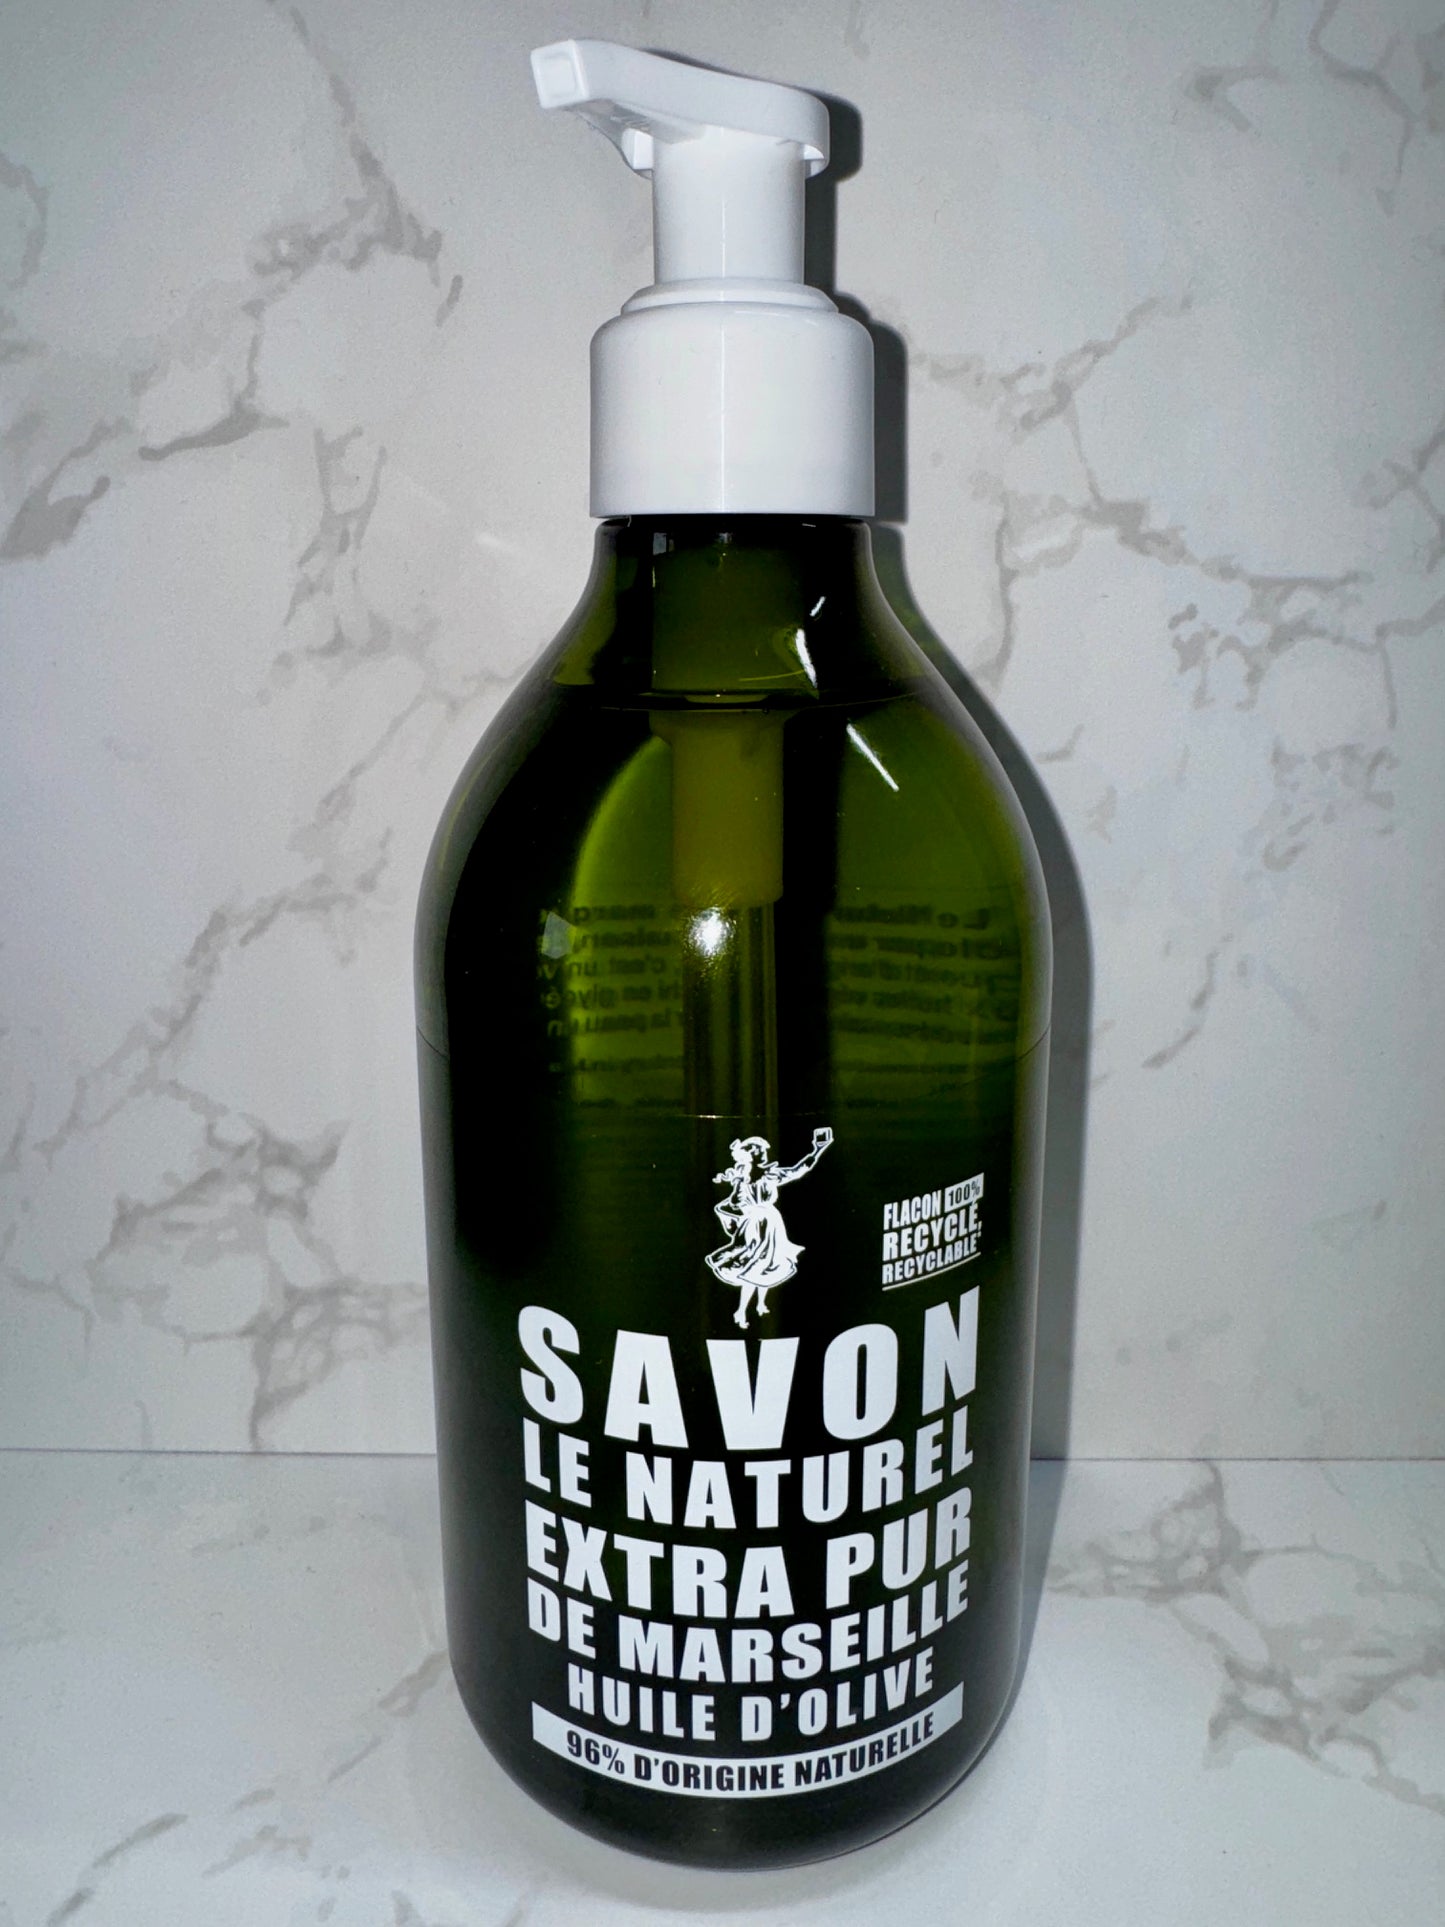 FLACON 100%
RECYCLÉ,
RECYCLABLE*
SAVON
LE NATUREL
EXTRA PUR
DE MARSEILLE
HUILE D'OLIVE
96% D'ORIGINE NATURELLE